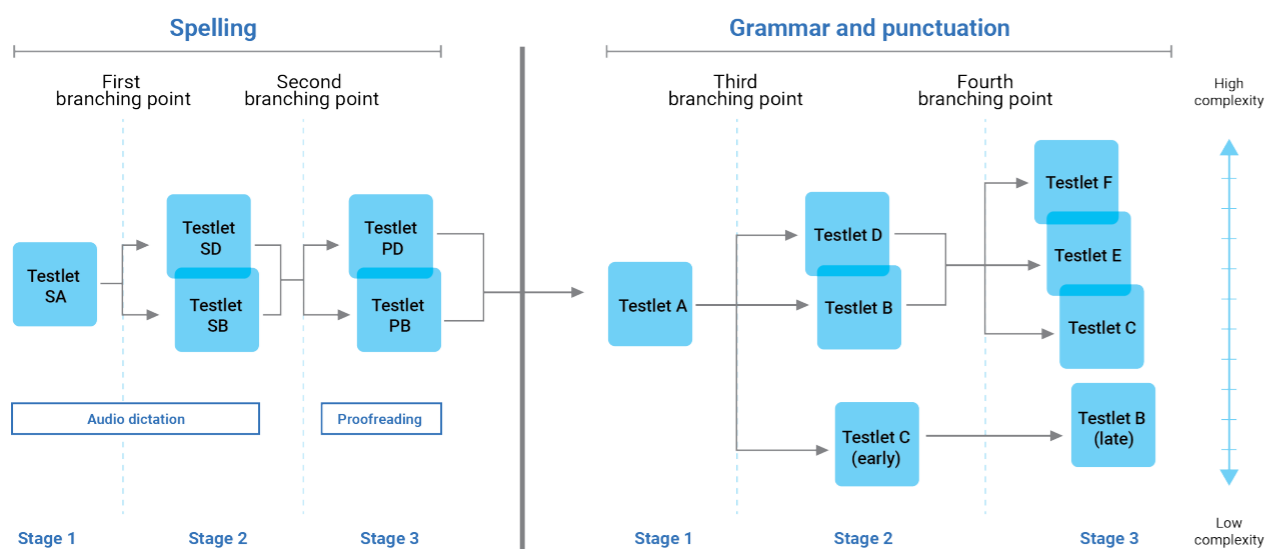 Spelling
Grammar and punctuation
First
branching point
Second
branching point
Third
branching point
Fourth
branching point
High
complexity
Testlet
SA
Testlet
SD
Testlet
SB
Testlet
PD
Testlet
PB
Testlet A
Testlet D
Testlet B
Testlet C
(early)
Testlet F
Testlet E
Testlet C
Testlet B
(late)
Audio dictation
Proofreading
Stage 1
Stage 2
Stage 3
Stage 1
Stage 2
Stage 3
Low
complexity